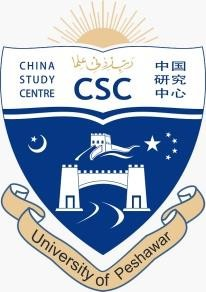 رَبِّ زِدْنِي عِلْمًا
CHINA
STUDY
CENTRE
CSC
中国
研究
中心
University of Peshawar